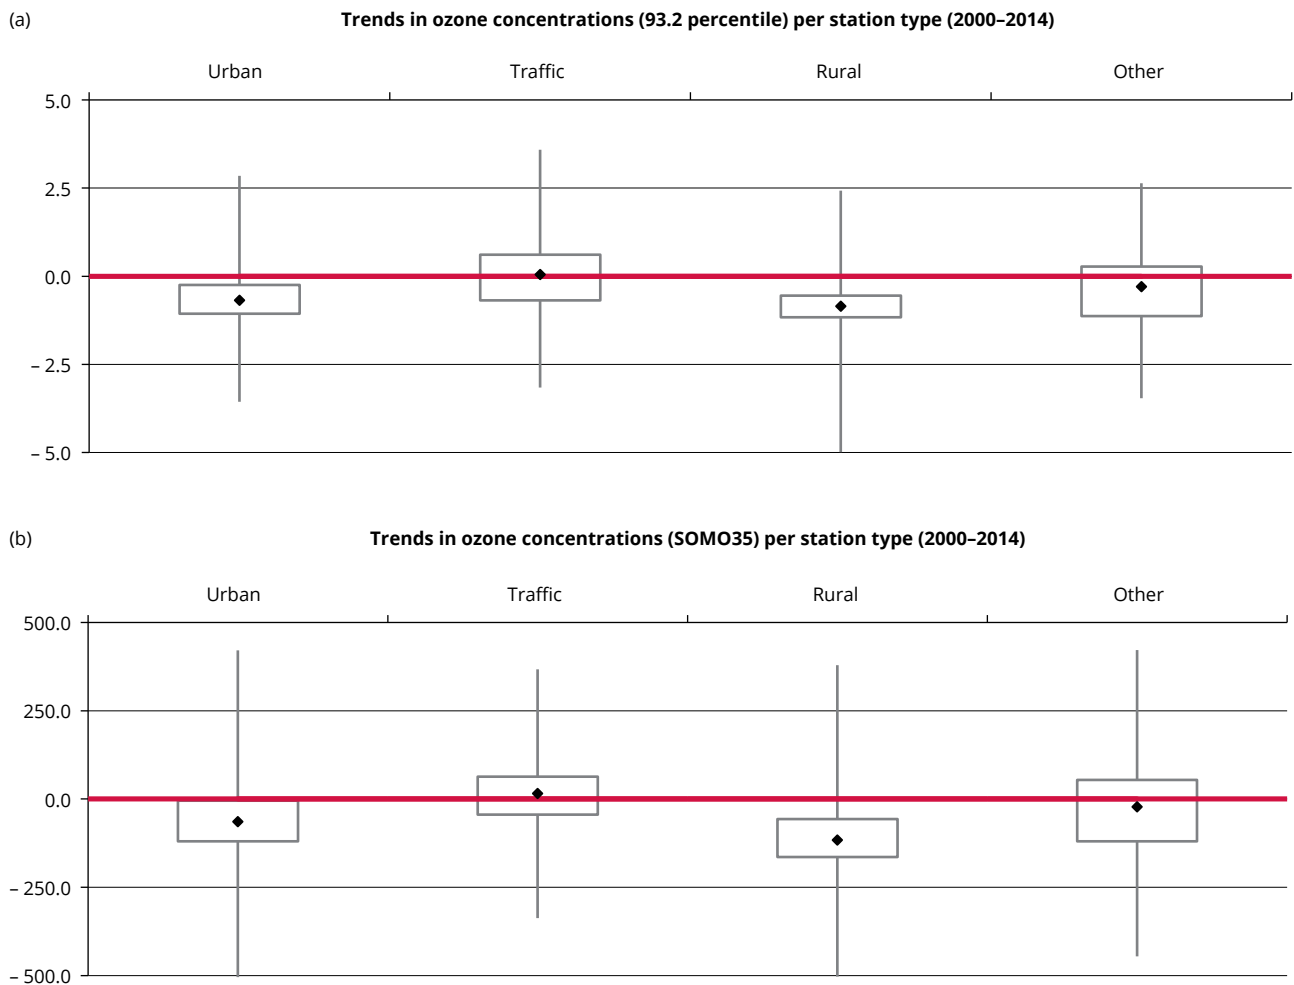 (a) Trends in ozone concentrations (93.2 percentile) per station type (2000–2014)
Urban Traffic Rural Other
5.0
2.5
0.0
– 2.5
– 5.0
(b) Trends in ozone concentrations (SOMO35) per station type (2000–2014)
Urban Traffic Rural Other
500.0
250.0
0.0
– 250.0
– 500.0